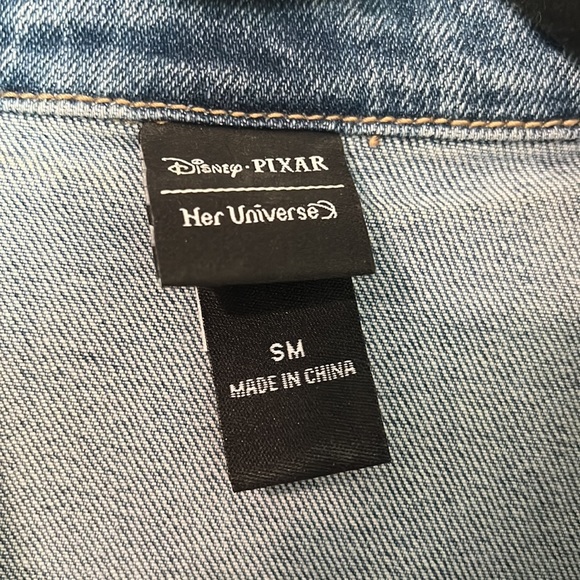 Disney · PIXAR
Her Universe
SM
MADE IN CHINA